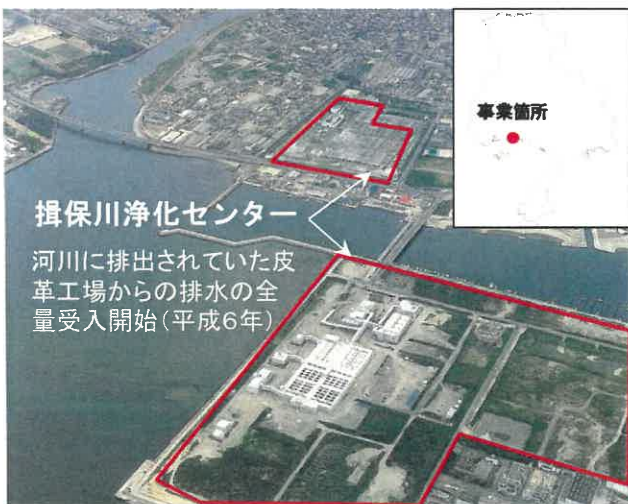 事業箇所
揖保川浄化センター
河川に排出されていた皮
革工場からの排水の全
量受入開始(平成6年)